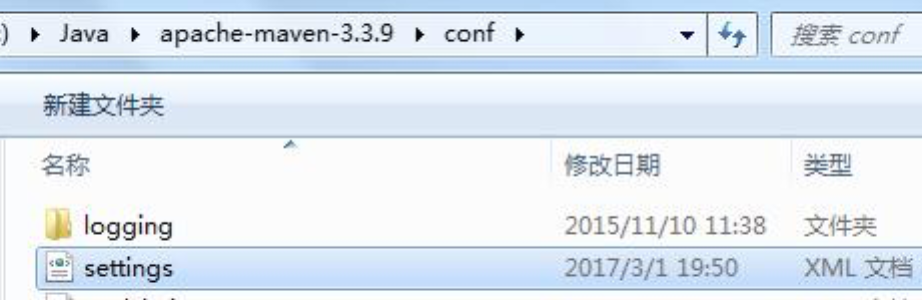 ) ▸ Java ▸ apache-maven-3.3.9 ▸ conf ▸ 搜索 conf
新建文件夹
名称 修改日期 类型
logging 2015/11/10 11:38 文件夹
settings 2017/3/1 19:50 XML 文档